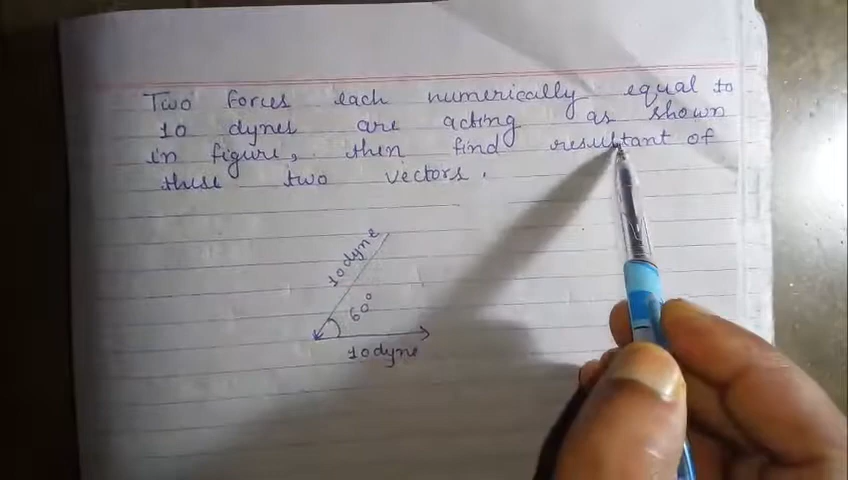 Two forces each numerically equal to
10 dynes are acting as shown
in figure, then find resultant of
these two vectors.
10 dyne
60°
10 dyne